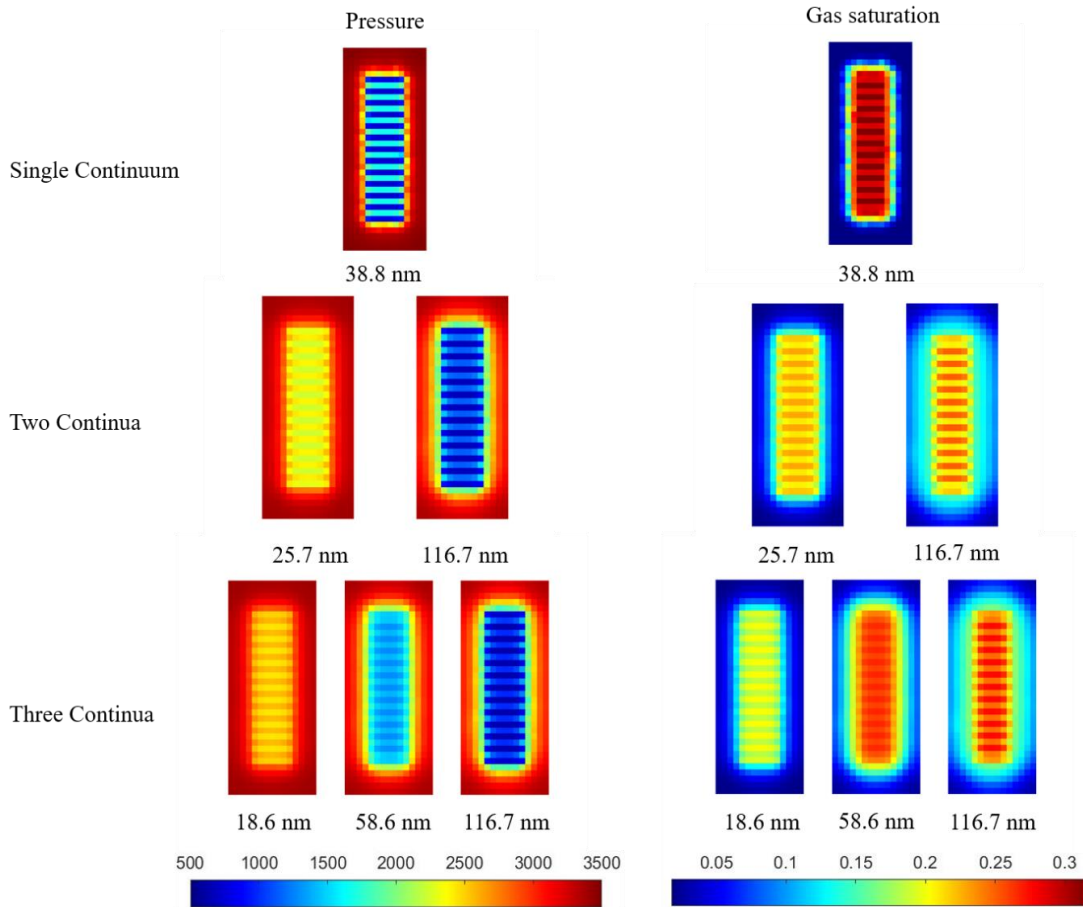 Pressure Gas saturation
Single Continuum
38.8 nm 38.8 nm
Two Continua
25.7 nm 116.7 nm 25.7 nm 116.7 nm
Three Continua
18.6 nm 58.6 nm 116.7 nm 18.6 nm 58.6 nm 116.7 nm
500 1000 1500 2000 2500 3000 3500 0.05 0.1 0.15 0.2 0.25 0.3